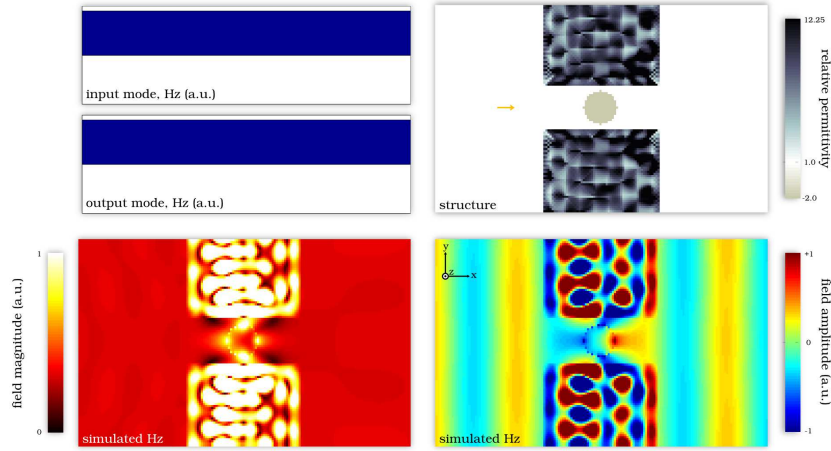 input mode, Hz (a.u.)
output mode, Hz (a.u.)
structure
12.25
1.0
-2.0
relative permittivity
1
0
field magnitude (a.u.)
simulated Hz
y
z
x
simulated Hz
+1
0
-1
field amplitude (a.u.)